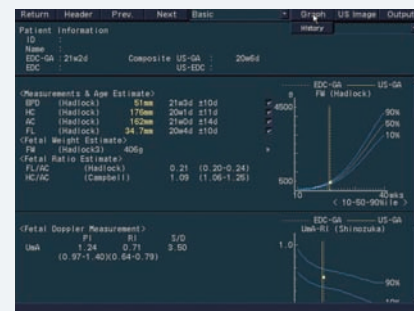 Return Header Prev. Next Basic Graph US Image Output
History
Patient Information
ID :
Name :
EDC-GA : 21w2d Composite US-GA : 20w6d
EDC : US-EDC :
<Measurements & Age Estimate>
BPD (Hadlock) 51mm 21w3d ±10d
HC (Hadlock) 176mm 20w1d ±11d
AC (Hadlock) 162mm 21w0d ±14d
FL (Hadlock) 34.7mm 20w4d ±10d
<Fetal Weight Estimate>
FW (Hadlock3) 406g
<Fetal Ratio Estimate>
FL/AC (Hadlock) 0.21 (0.20-0.24)
HC/AC (Campbell) 1.09 (1.06-1.25)
EDC-GA US-GA
g FW (Hadlock)
4500
90%
50%
10%
500
10 40wks
< 10-50-90%ile >
<Fetal Doppler Measurement>
PI RI S/D
UmA 1.24 0.71 3.50
(0.97-1.40)(0.64-0.79)
EDC-GA US-GA
UmA-RI (Shinozuka)
1.0
90%
10%